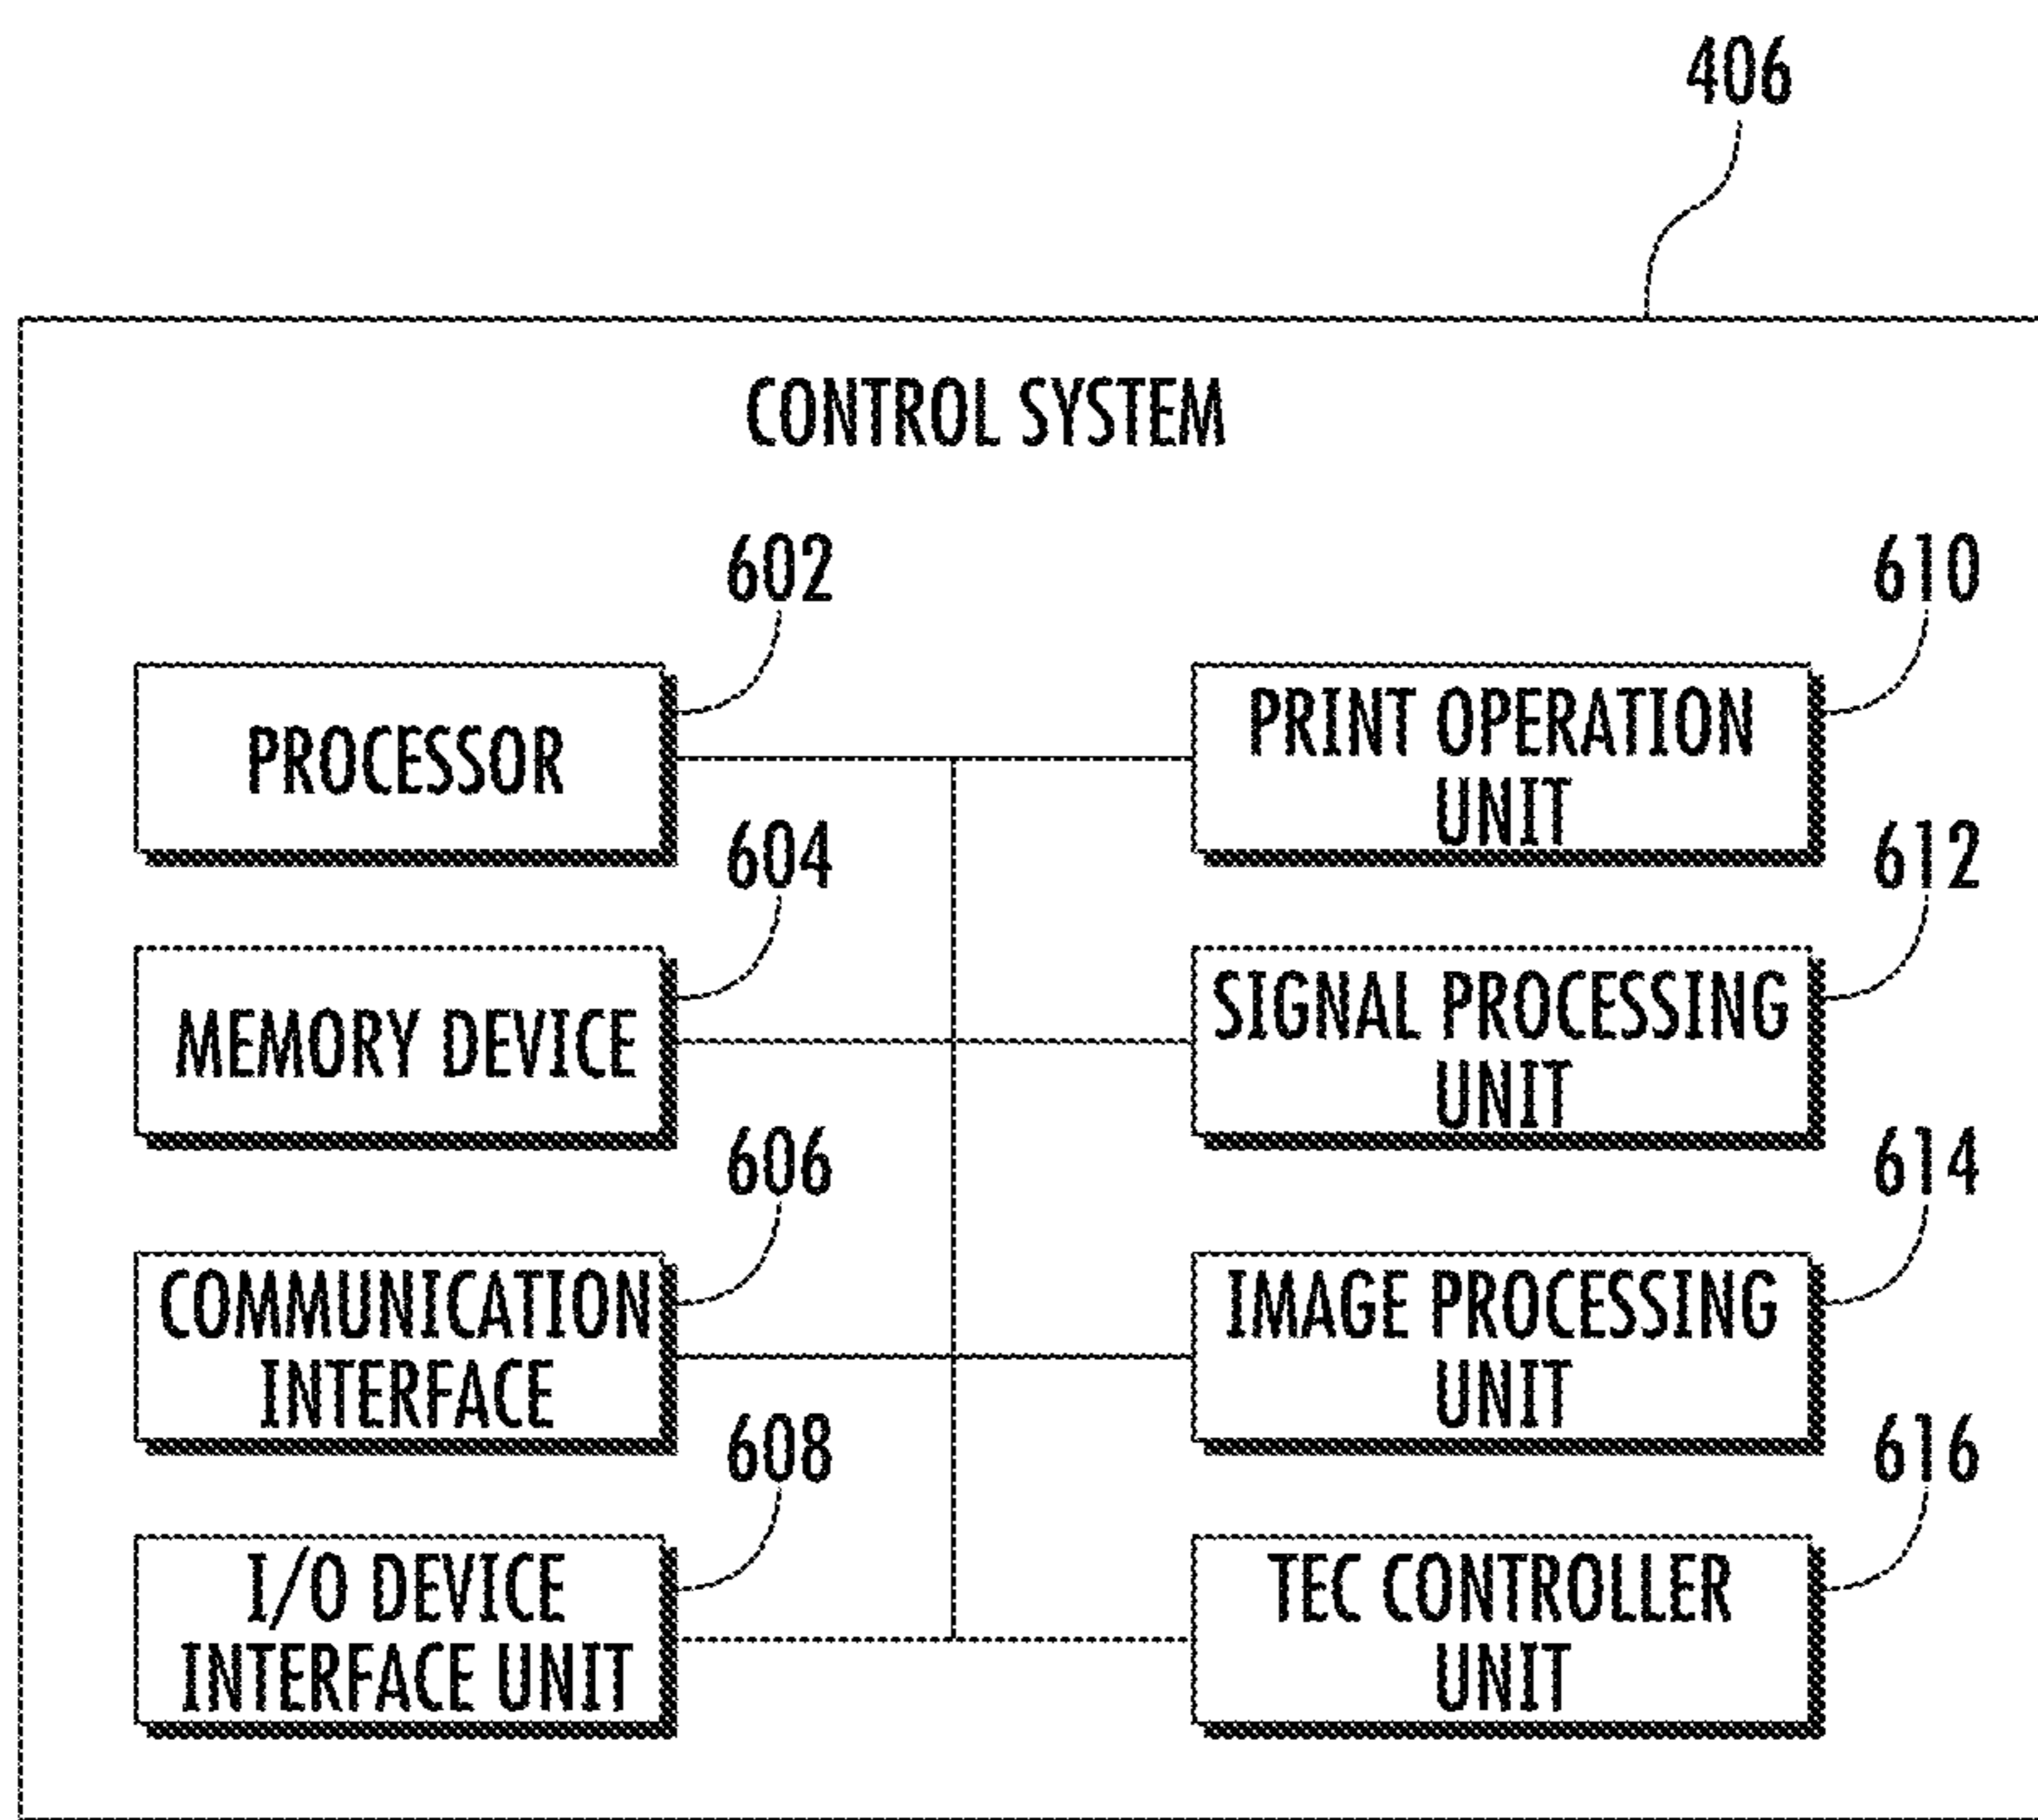 406
CONTROL SYSTEM
602
610
PROCESSOR
PRINT OPERATION
UNIT
604
612
MEMORY DEVICE
SIGNAL PROCESSING
UNIT
606
614
COMMUNICATION
INTERFACE
IMAGE PROCESSING
UNIT
608
616
I/O DEVICE
INTERFACE UNIT
TEC CONTROLLER
UNIT